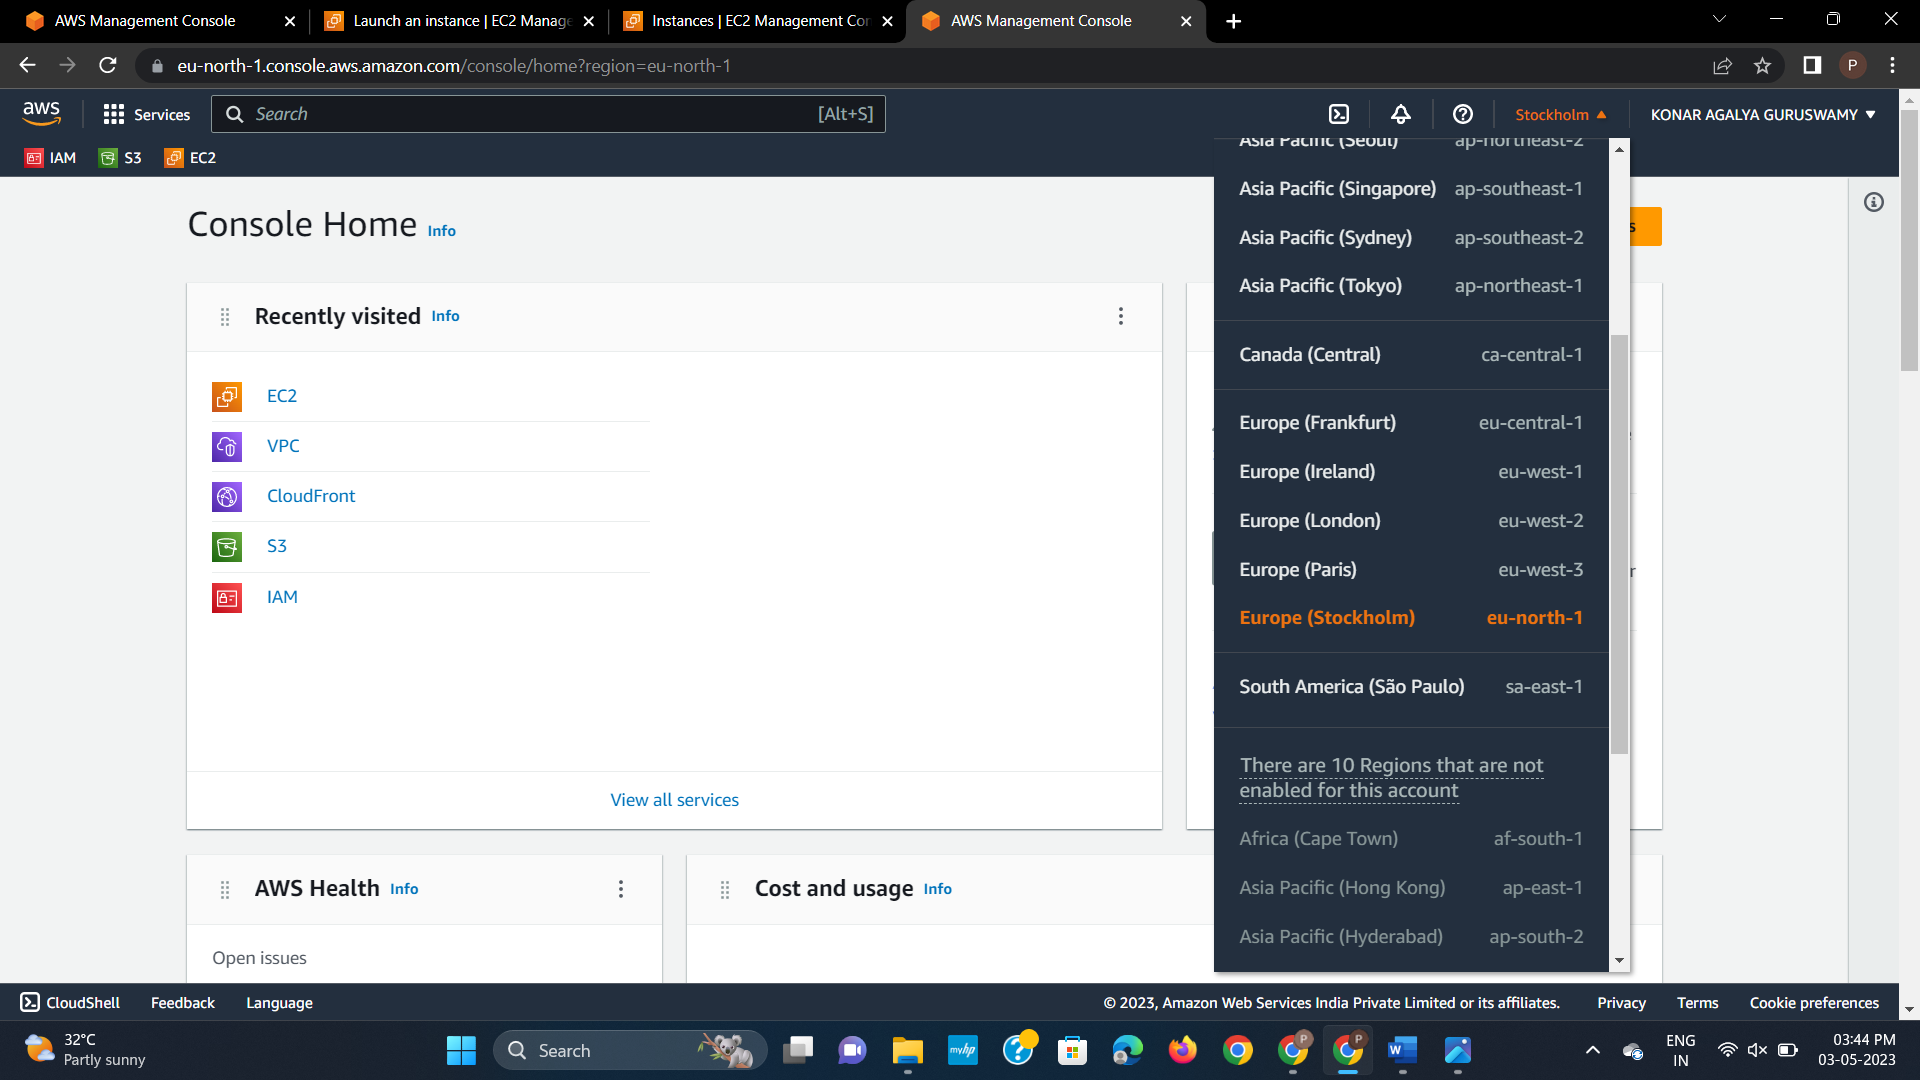 AWS Management Console
Launch an instance | EC2 Manage
Instances | EC2 Management Con
AWS Management Console
eu-north-1.console.aws.amazon.com/console/home?region=eu-north-1
P
aws
Services
Search
[Alt+S]
Stockholm
KONAR AGALYA GURUSWAMY
IAM
S3
EC2
Asia Pacific (Seoul) ap-northeast-2
Asia Pacific (Singapore) ap-southeast-1
Asia Pacific (Sydney) ap-southeast-2
Asia Pacific (Tokyo) ap-northeast-1
Canada (Central) ca-central-1
Europe (Frankfurt) eu-central-1
Europe (Ireland) eu-west-1
Europe (London) eu-west-2
Europe (Paris) eu-west-3
Europe (Stockholm) eu-north-1
South America (São Paulo) sa-east-1
There are 10 Regions that are not
enabled for this account
Africa (Cape Town) af-south-1
Asia Pacific (Hong Kong) ap-east-1
Asia Pacific (Hyderabad) ap-south-2
Console Home Info
Recently visited Info
EC2
VPC
CloudFront
S3
IAM
View all services
AWS Health Info
Open issues
Cost and usage Info
CloudShell
Feedback
Language
© 2023, Amazon Web Services India Private Limited or its affiliates.
Privacy
Terms
Cookie preferences
32°C
Partly sunny
Search
myhp
P
P
W
ENG
IN
03:44 PM
03-05-2023